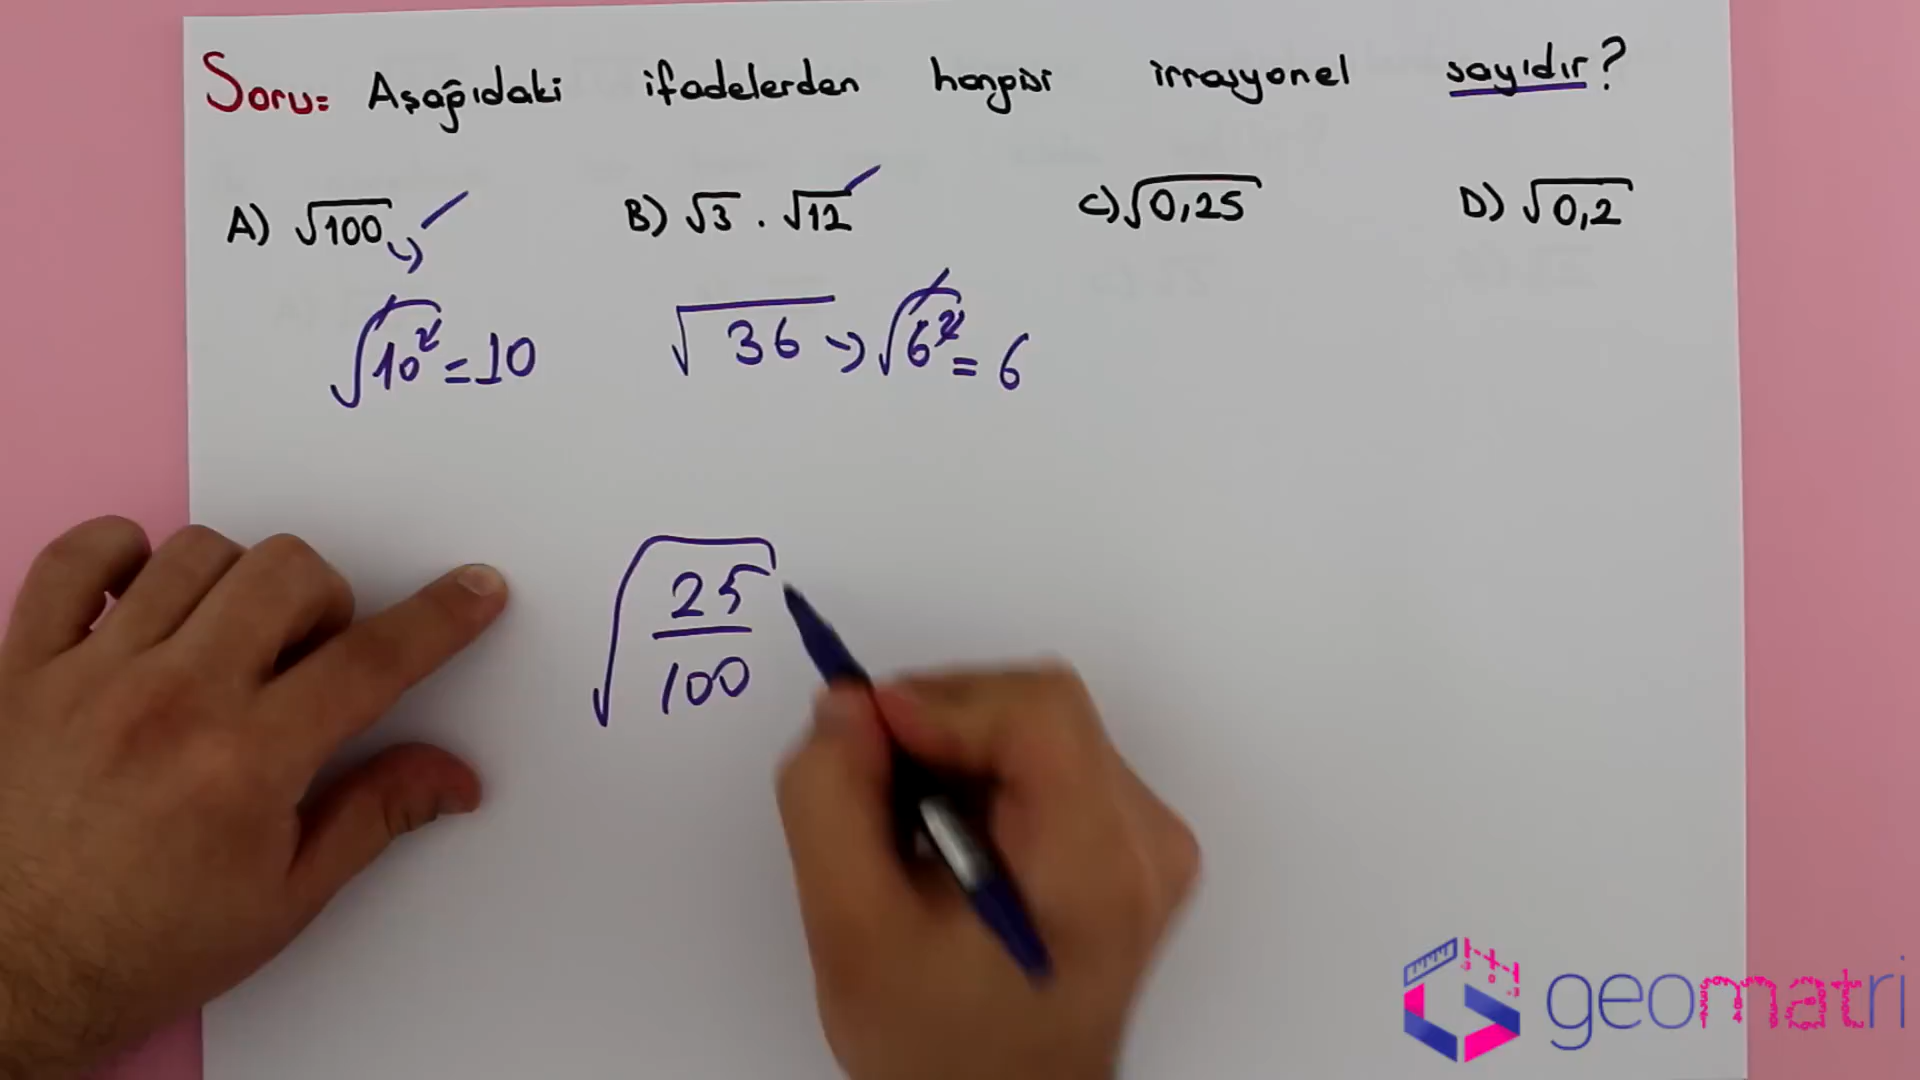 Soru: Aşağıdaki ifadelerden hangisi irrasyonel sayıdır?
A) √100 B) √3 . √12 C) √0,25 D) √0,2
√10² = 10 √36 → √6² = 6
√25/100
geomatri